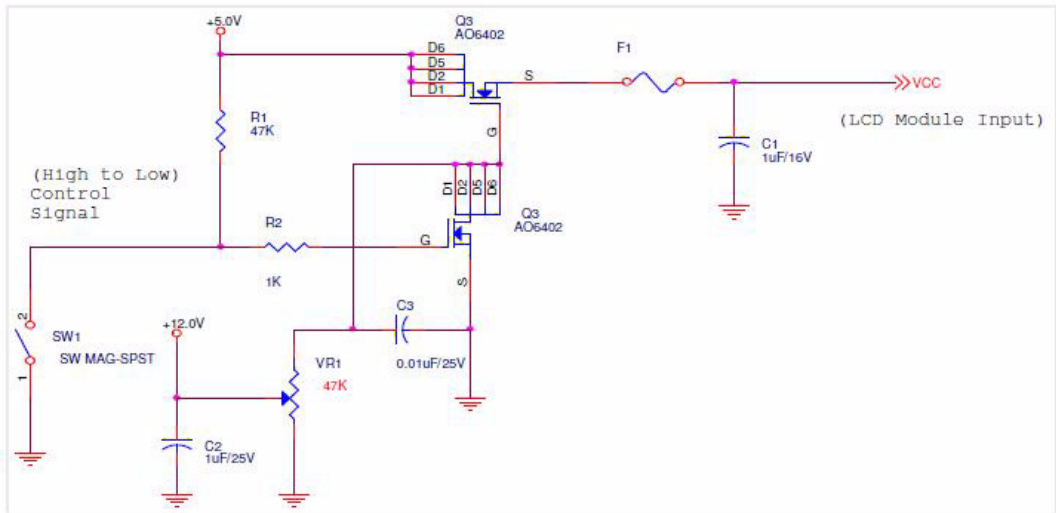 +5.0V
Q3
AO6402
D6
D5
D2
D1
S
G
F1
VCC
(LCD Module Input)
R1
47K
C1
1uF/16V
(High to Low)
Control
Signal
D1
D2
D5
D6
Q3
AO6402
R2
1K
G
S
2
SW1
SW MAG-SPST
1
+12.0V
C3
0.01uF/25V
VR1
47K
C2
1uF/25V